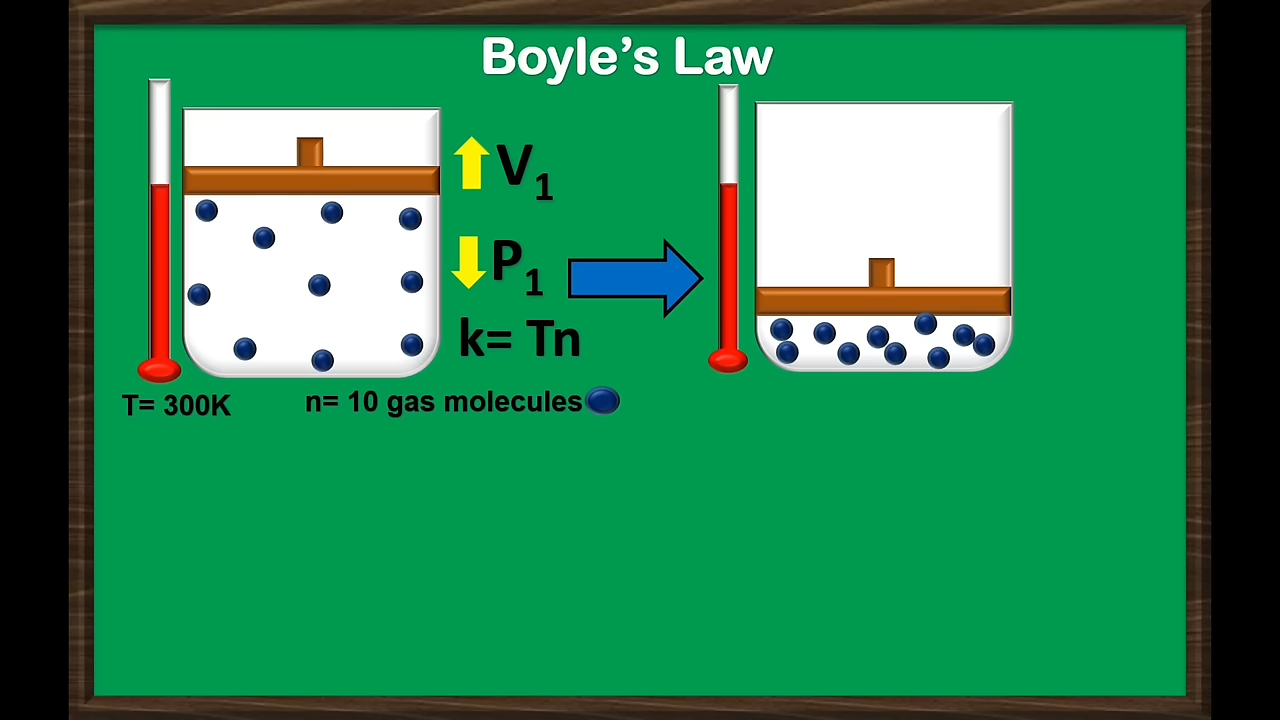 Boyle's Law
V₁
P₁
k= Tn
T= 300K
n= 10 gas molecules